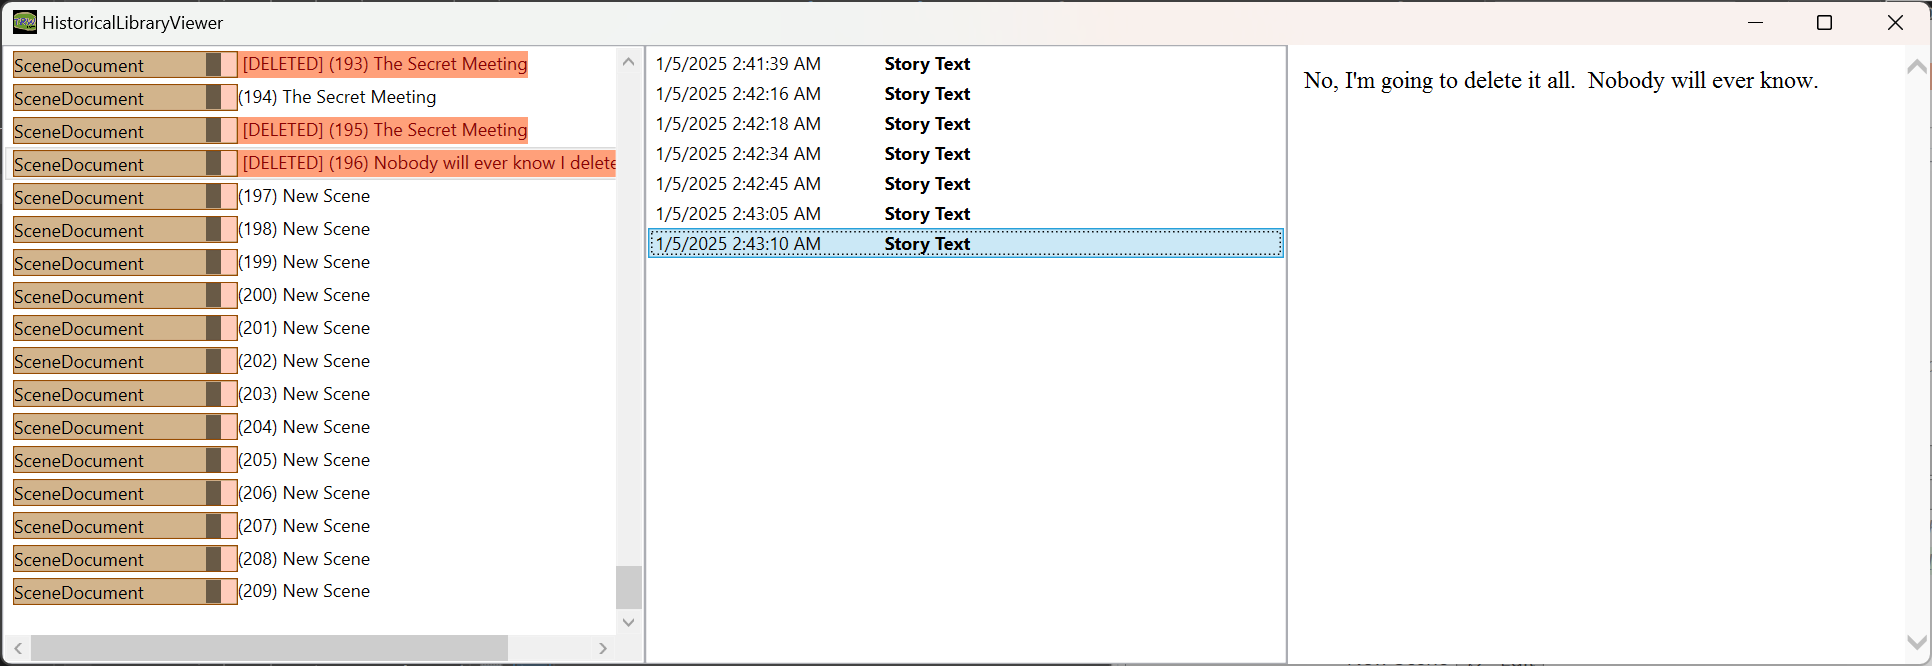 HistoricalLibraryViewer
SceneDocument [DELETED] (193) The Secret Meeting
SceneDocument (194) The Secret Meeting
SceneDocument [DELETED] (195) The Secret Meeting
SceneDocument [DELETED] (196) Nobody will ever know I delete
SceneDocument (197) New Scene
SceneDocument (198) New Scene
SceneDocument (199) New Scene
SceneDocument (200) New Scene
SceneDocument (201) New Scene
SceneDocument (202) New Scene
SceneDocument (203) New Scene
SceneDocument (204) New Scene
SceneDocument (205) New Scene
SceneDocument (206) New Scene
SceneDocument (207) New Scene
SceneDocument (208) New Scene
SceneDocument (209) New Scene
1/5/2025 2:41:39 AM Story Text
1/5/2025 2:42:16 AM Story Text
1/5/2025 2:42:18 AM Story Text
1/5/2025 2:42:34 AM Story Text
1/5/2025 2:42:45 AM Story Text
1/5/2025 2:43:05 AM Story Text
1/5/2025 2:43:10 AM Story Text
No, I'm going to delete it all.  Nobody will ever know.